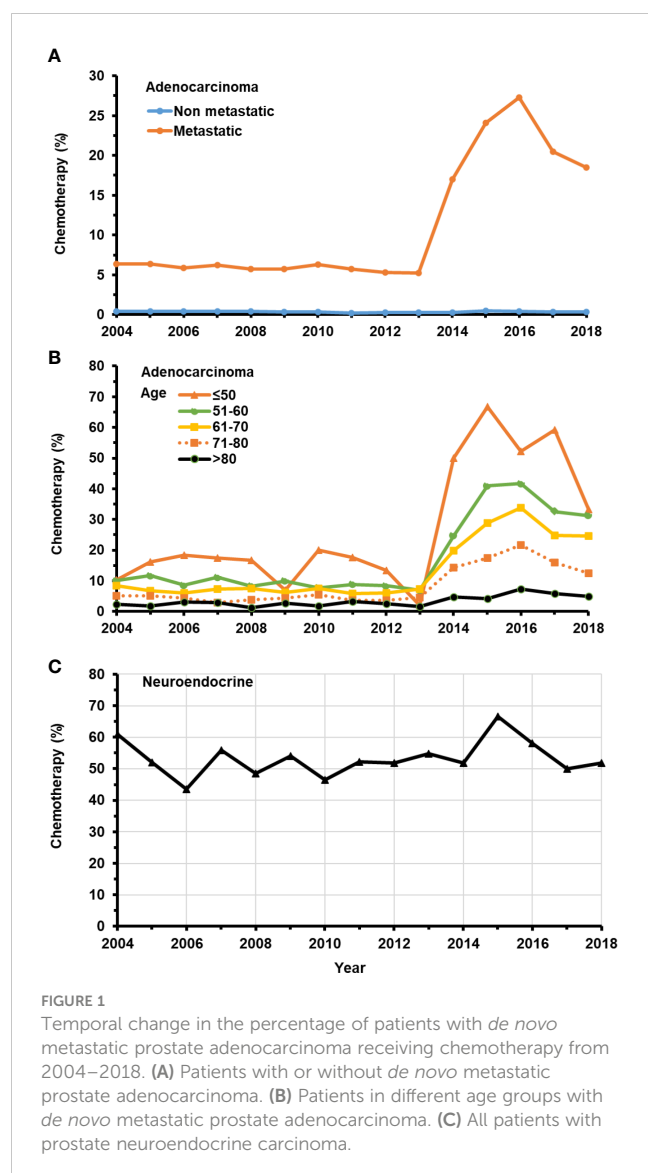 A
Adenocarcinoma
Non metastatic
Metastatic
Chemotherapy (%)
30
25
20
15
10
5
0
2004 2006 2008 2010 2012 2014 2016 2018
B
Adenocarcinoma
Age
≤50
51-60
61-70
71-80
>80
Chemotherapy (%)
80
70
60
50
40
30
20
10
0
2004 2006 2008 2010 2012 2014 2016 2018
C
Neuroendocrine
Chemotherapy (%)
80
70
60
50
40
30
20
10
0
2004 2006 2008 2010 2012 2014 2016 2018
Year
FIGURE 1
Temporal change in the percentage of patients with de novo
metastatic prostate adenocarcinoma receiving chemotherapy from
2004–2018. (A) Patients with or without de novo metastatic
prostate adenocarcinoma. (B) Patients in different age groups with
de novo metastatic prostate adenocarcinoma. (C) All patients with
prostate neuroendocrine carcinoma.